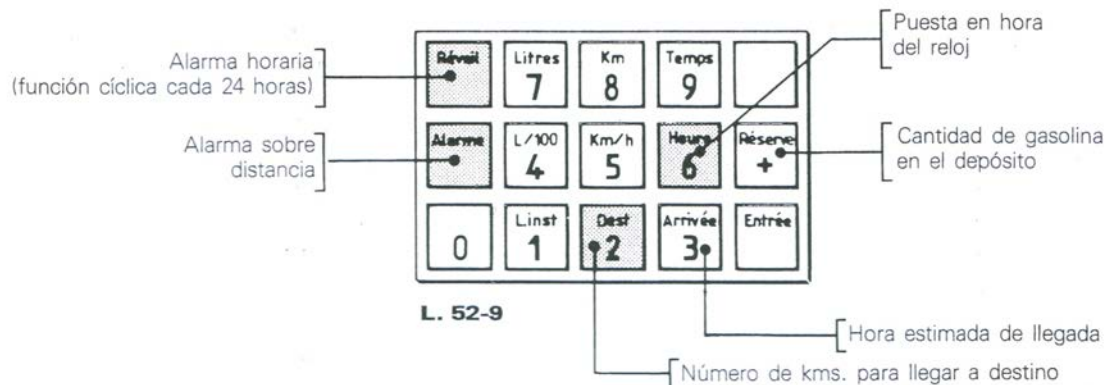 Puesta en hora
del reloj
Alarma horaria
(función cíclica cada 24 horas)
Réveil
Litres
7
Km
8
Temps
9
Alarma sobre
distancia
Alarme
L/100
4
Km/h
5
Heure
6
Réserve
+
Cantidad de gasolina
en el depósito
0
L.inst
1
Dest
2
Arrivée
3
Entrée
L. 52-9
Hora estimada de llegada
Número de kms. para llegar a destino